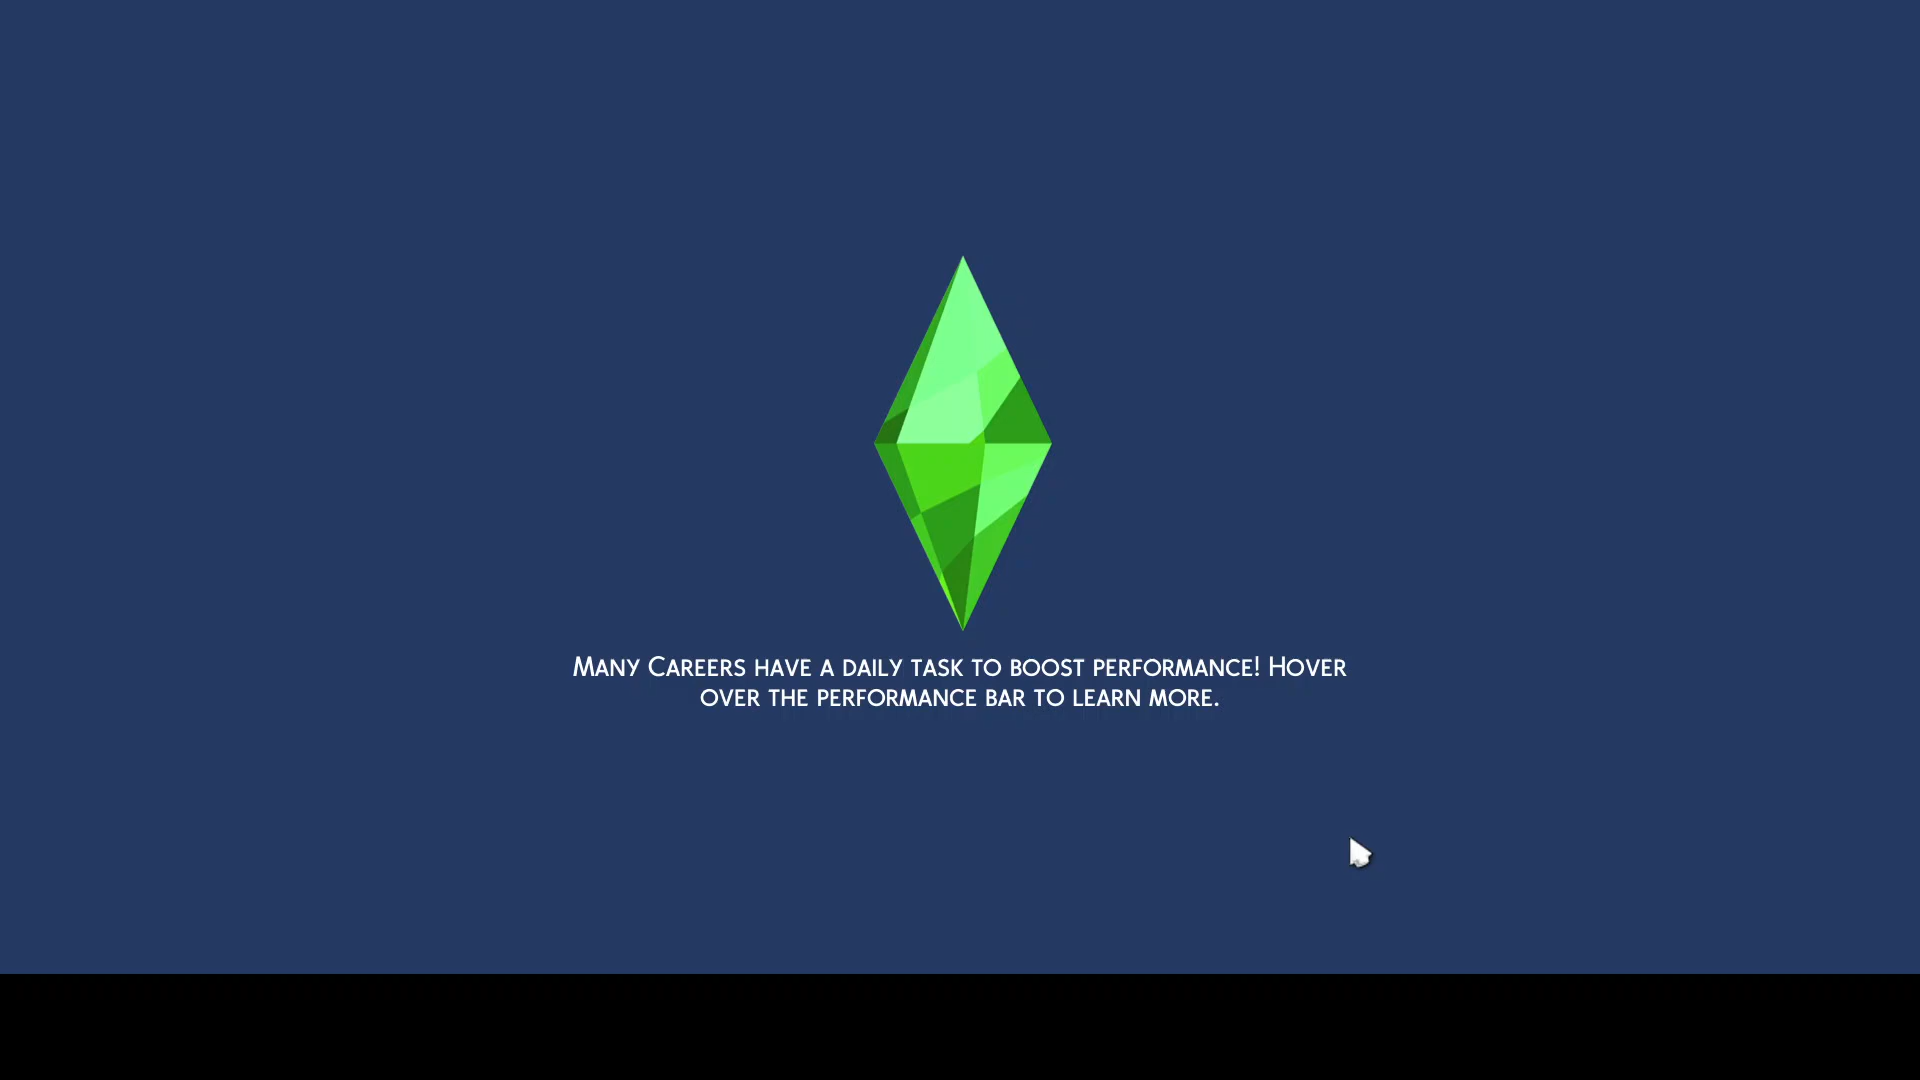 Many Careers have a daily task to boost performance! Hover
over the performance bar to learn more.